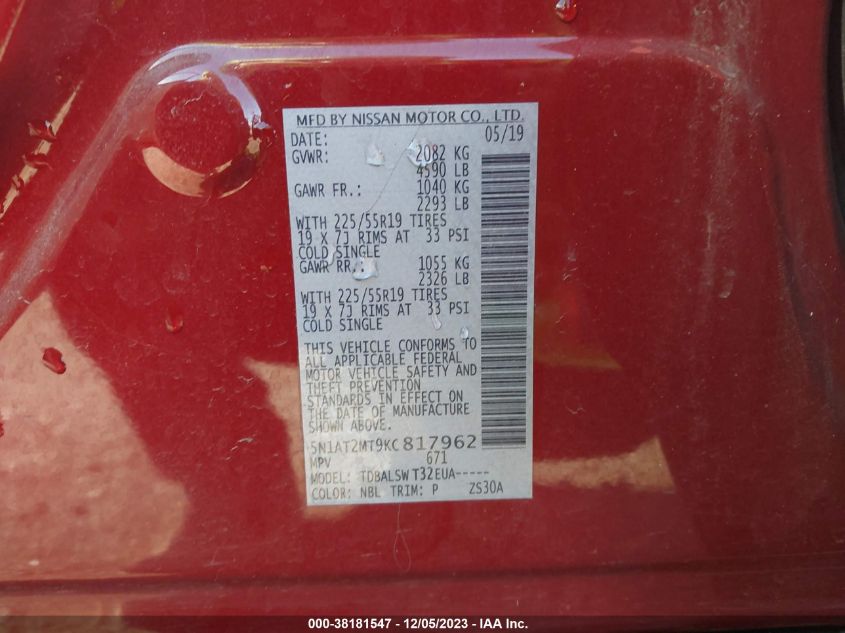 MFD BY NISSAN MOTOR CO., LTD.
DATE: 05/19
GVWR: 2082 KG
4590 LB
GAWR FR.: 1040 KG
2293 LB
WITH 225/55R19 TIRES
19 X 7J RIMS AT 33 PSI
COLD SINGLE
GAWR RR.: 1055 KG
2326 LB
WITH 225/55R19 TIRES
19 X 7J RIMS AT 33 PSI
COLD SINGLE
THIS VEHICLE CONFORMS TO
ALL APPLICABLE FEDERAL
MOTOR VEHICLE SAFETY AND
THEFT PREVENTION
STANDARDS IN EFFECT ON
THE DATE OF MANUFACTURE
SHOWN ABOVE.
5N1AT2MT9KC817962
MPV 671
MODEL: TDBALSW T32EUA-----
COLOR: NBL TRIM: P ZS30A
000-38181547 - 12/05/2023 - IAA Inc.